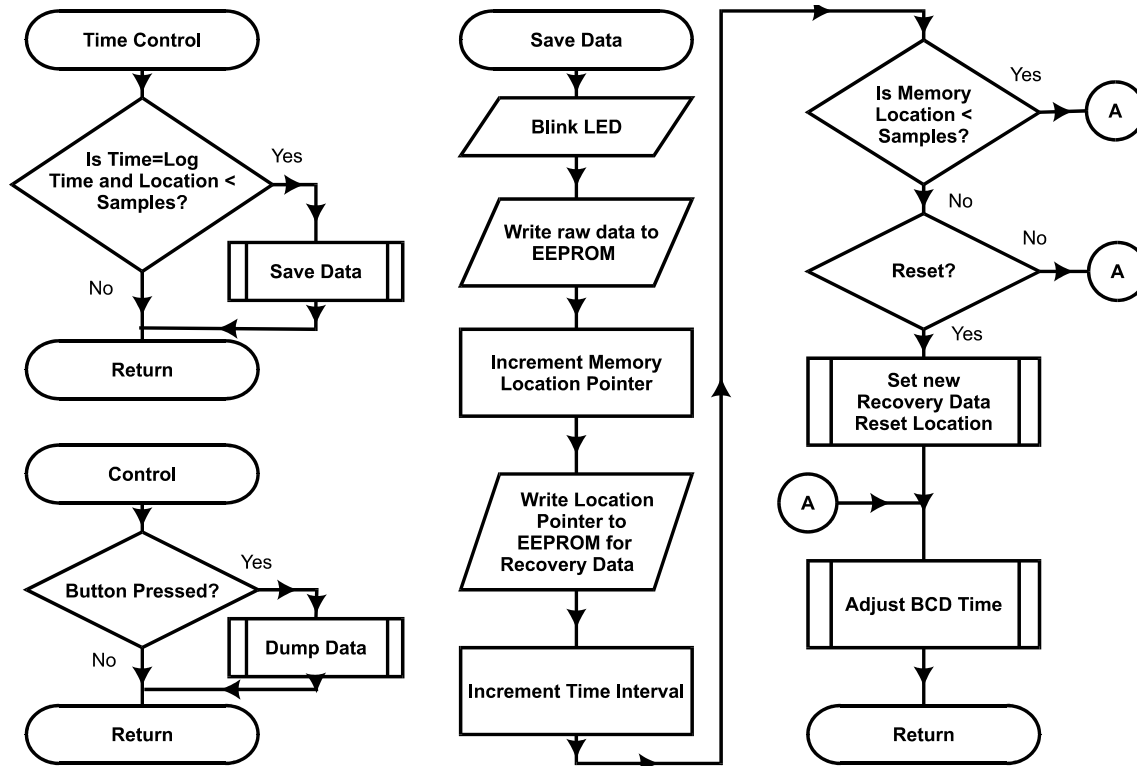 Time Control
Is Time=Log
Time and Location <
Samples?
Yes
Save Data
No
Return
Control
Button Pressed?
Yes
Dump Data
No
Return
Save Data
Blink LED
Write raw data to
EEPROM
Increment Memory
Location Pointer
Write Location
Pointer to
EEPROM for
Recovery Data
Increment Time Interval
Is Memory
Location <
Samples?
Yes
A
No
Reset?
No
A
Yes
Set new
Recovery Data
Reset Location
A
Adjust BCD Time
Return